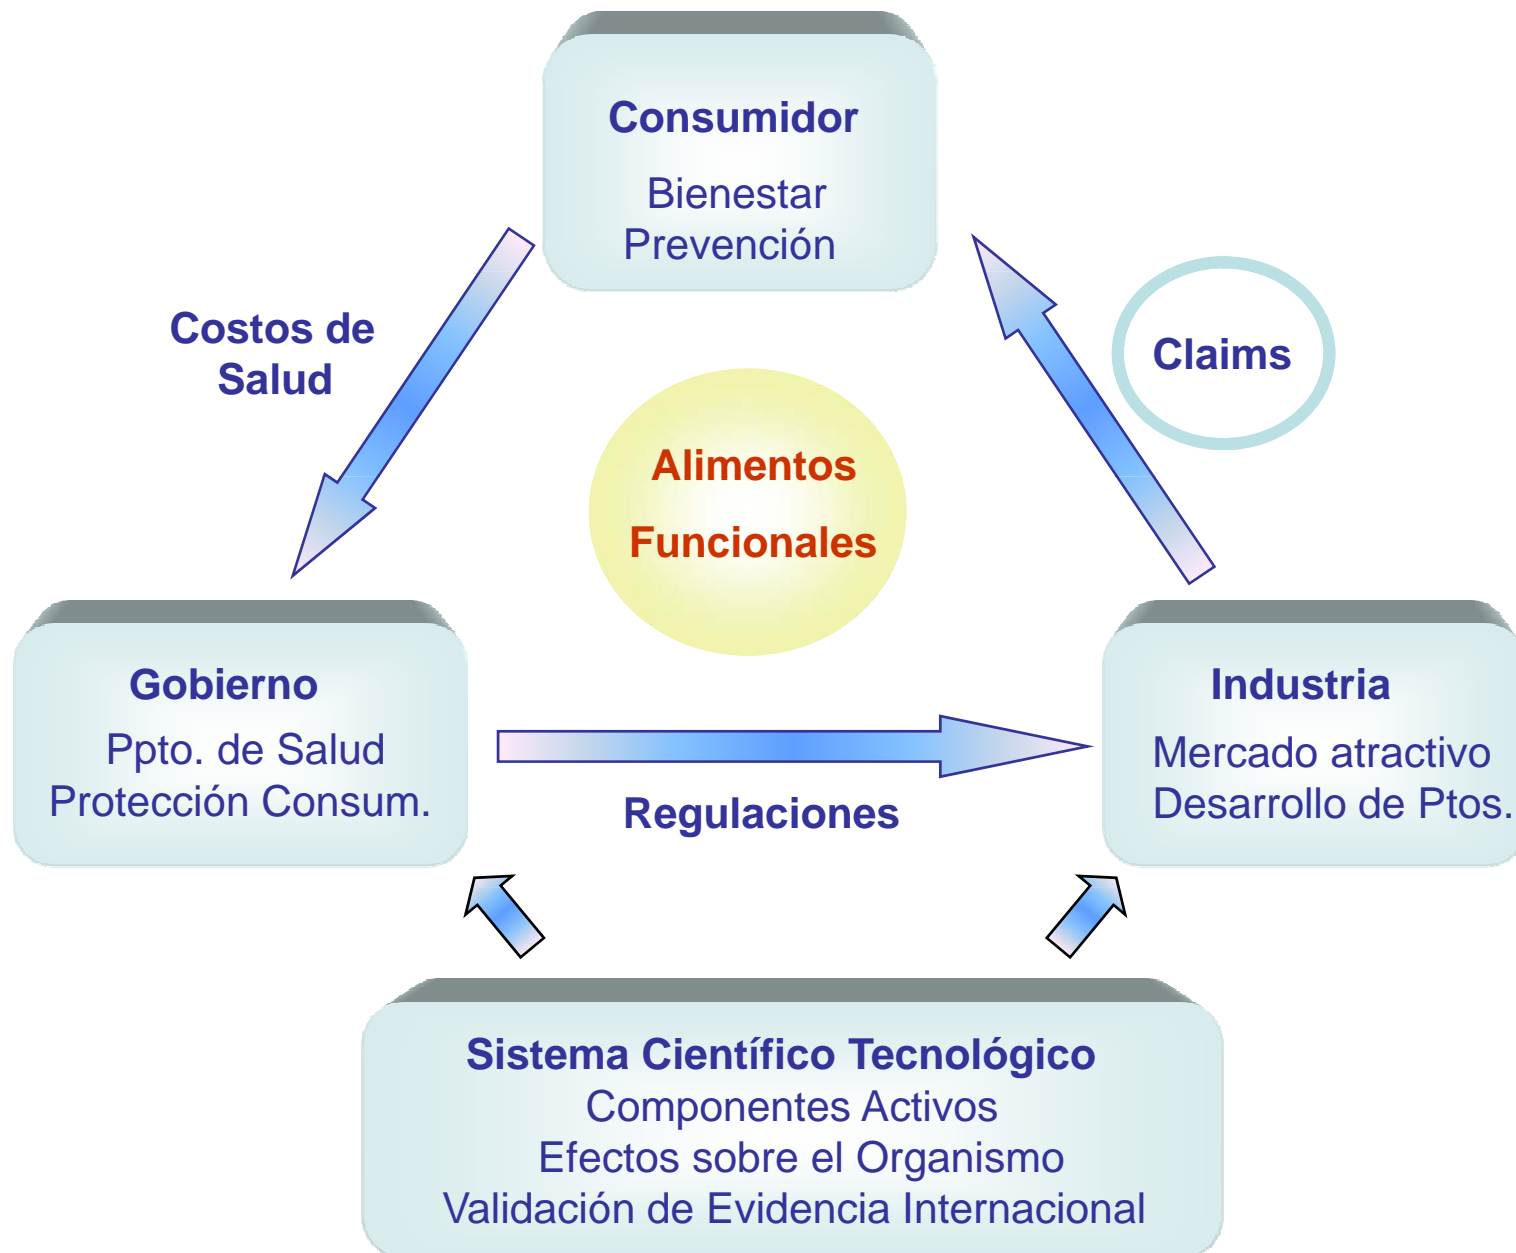 Consumidor
Bienestar
Prevención
Costos de
Salud
Claims
Alimentos
Funcionales
Gobierno
Ppto. de Salud
Protección Consum.
Industria
Mercado atractivo
Desarrollo de Ptos.
Regulaciones
Sistema Científico Tecnológico
Componentes Activos
Efectos sobre el Organismo
Validación de Evidencia Internacional